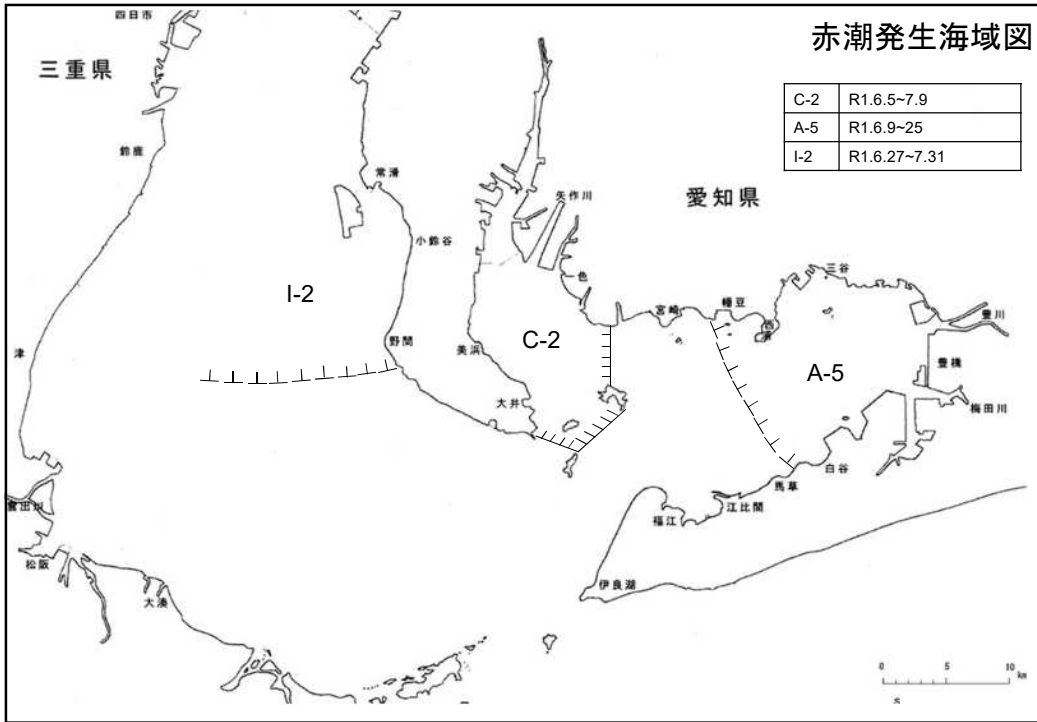 赤潮発生海域図
C-2 R1.6.5~7.9
A-5 R1.6.9~25
I-2 R1.6.27~7.31
四日市
三重県
鈴鹿
常滑
矢作川
愛知県
小鈴谷
一色
三谷
宮崎
幡豆
西浦
豊川
I-2
C-2
野間
美浜
津
豊橋
A-5
大井
梅田川
白谷
馬草
江比間
福江
松阪
伊良湖
大湊
0 5 10
km
S